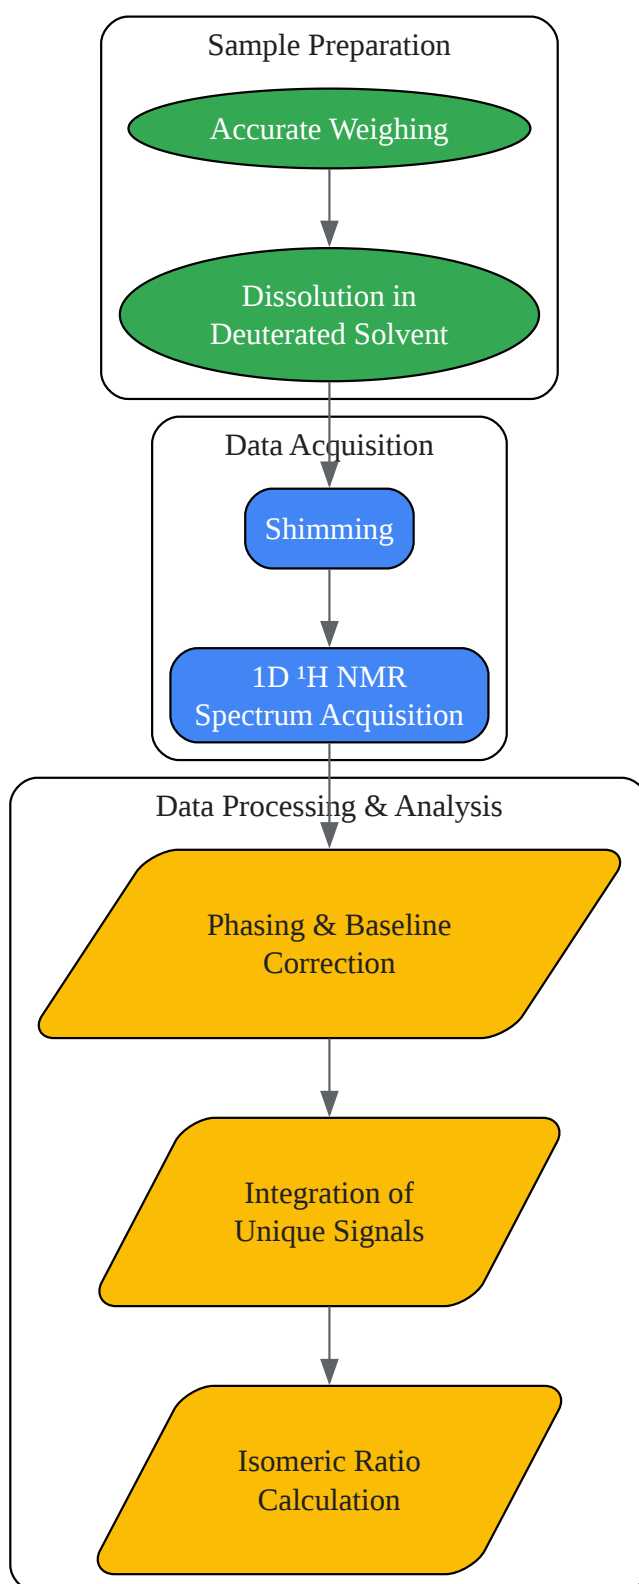 Sample Preparation
Accurate Weighing
Dissolution in
Deuterated Solvent
Data Acquisition
Shimming
1D ¹H NMR
Spectrum Acquisition
Data Processing & Analysis
Phasing & Baseline
Correction
Integration of
Unique Signals
Isomeric Ratio
Calculation